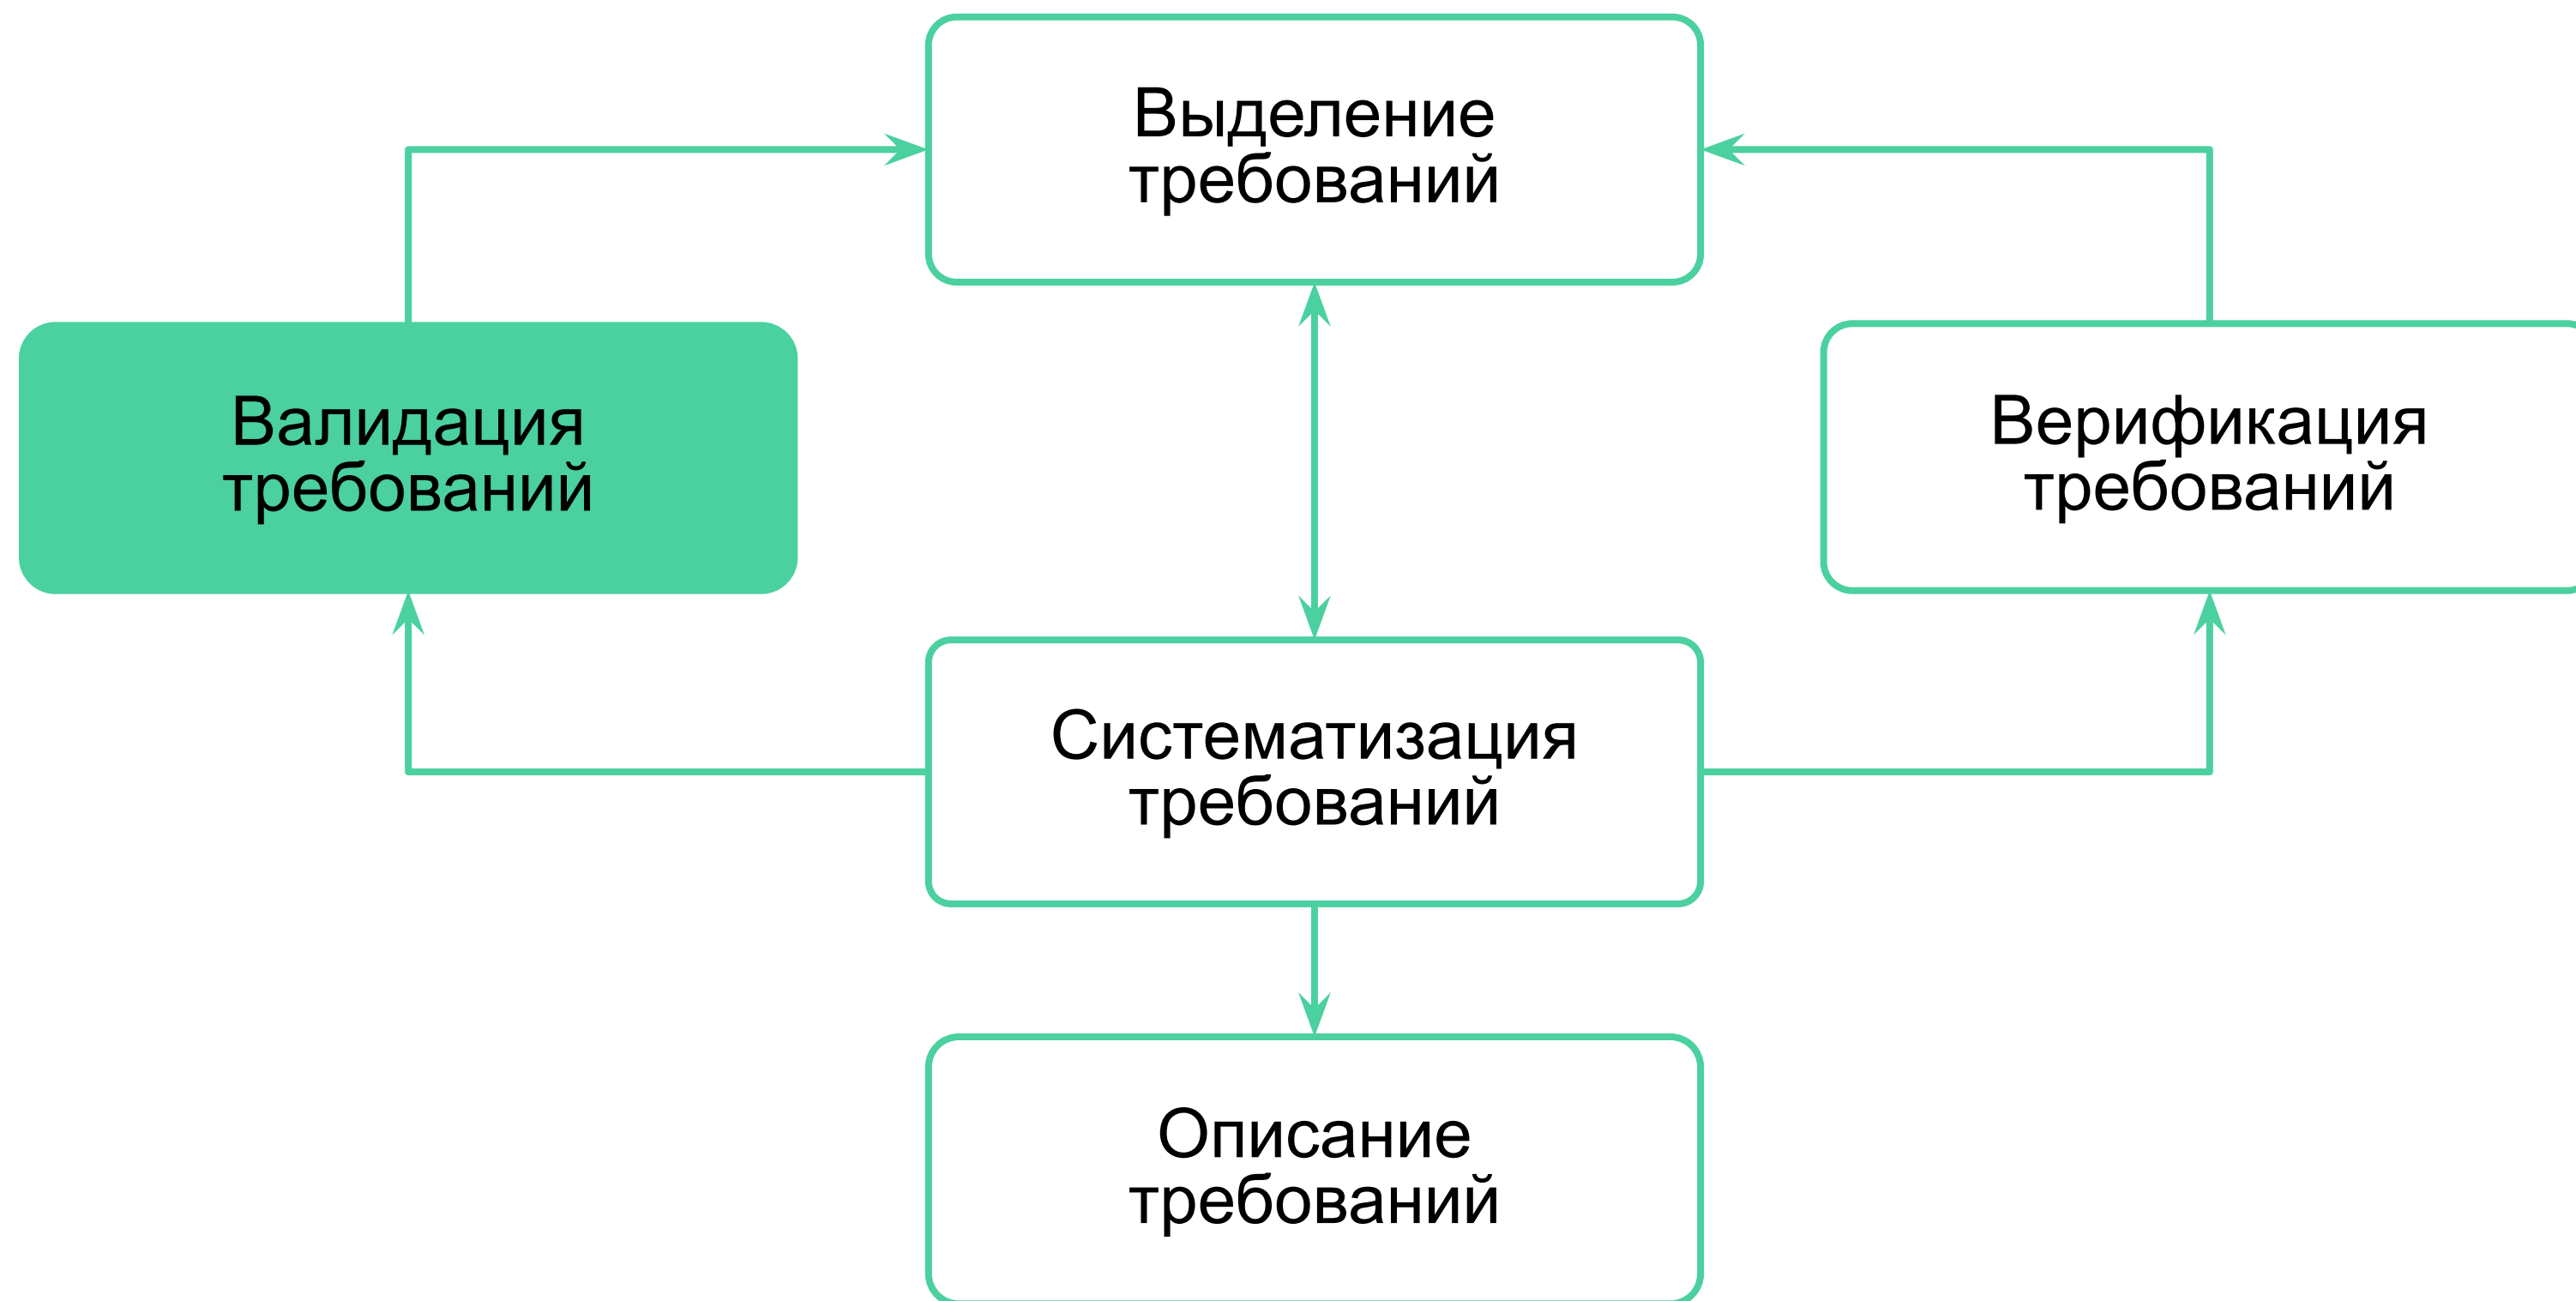 Выделение
требований
Валидация
требований
Верификация
требований
Систематизация
требований
Описание
требований